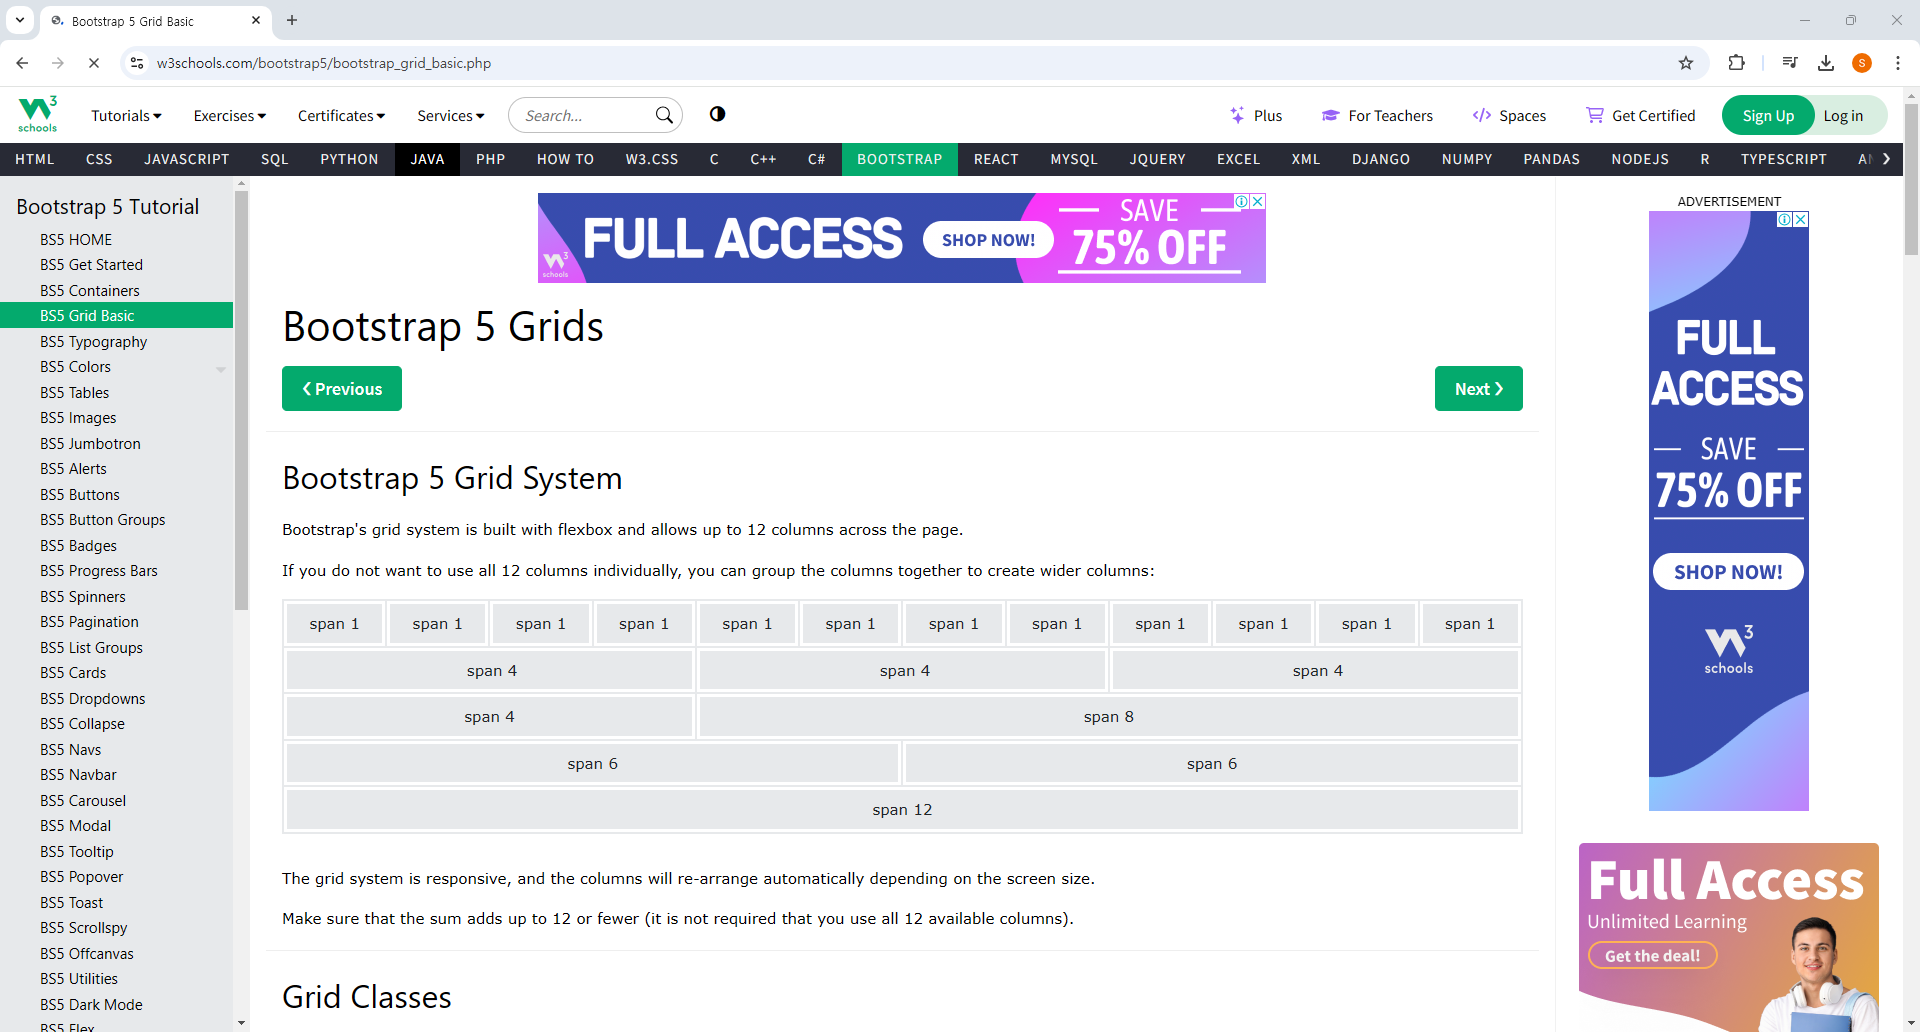 Bootstrap 5 Grid Basic
w3schools.com/bootstrap5/bootstrap_grid_basic.php
S
3
schools
Tutorials
Exercises
Certificates
Services
Search...
Plus
For Teachers
Spaces
Get Certified
Sign Up
Log in
HTML CSS JAVASCRIPT SQL PYTHON JAVA PHP HOW TO W3.CSS C C++ C# BOOTSTRAP REACT MYSQL JQUERY EXCEL XML DJANGO NUMPY PANDAS NODEJS R TYPESCRIPT
Bootstrap 5 Tutorial
BS5 HOME
BS5 Get Started
BS5 Containers
BS5 Grid Basic
BS5 Typography
BS5 Colors
BS5 Tables
BS5 Images
BS5 Jumbotron
BS5 Alerts
BS5 Buttons
BS5 Button Groups
BS5 Badges
BS5 Progress Bars
BS5 Spinners
BS5 Pagination
BS5 List Groups
BS5 Cards
BS5 Dropdowns
BS5 Collapse
BS5 Navs
BS5 Navbar
BS5 Carousel
BS5 Modal
BS5 Tooltip
BS5 Popover
BS5 Toast
BS5 Scrollspy
BS5 Offcanvas
BS5 Utilities
BS5 Dark Mode
BS5 Flex
3
schools
FULL ACCESS
SHOP NOW!
SAVE
75% OFF
Bootstrap 5 Grids
❮ Previous
Next ❯
Bootstrap 5 Grid System
Bootstrap's grid system is built with flexbox and allows up to 12 columns across the page.
If you do not want to use all 12 columns individually, you can group the columns together to create wider columns:
span 1 span 1 span 1 span 1 span 1 span 1 span 1 span 1 span 1 span 1 span 1 span 1
span 4 span 4 span 4
span 4 span 8
span 6 span 6
span 12
The grid system is responsive, and the columns will re-arrange automatically depending on the screen size.
Make sure that the sum adds up to 12 or fewer (it is not required that you use all 12 available columns).
Grid Classes
ADVERTISEMENT
FULL
ACCESS
SAVE
75% OFF
SHOP NOW!
3
schools
Full Access
Unlimited Learning
Get the deal!